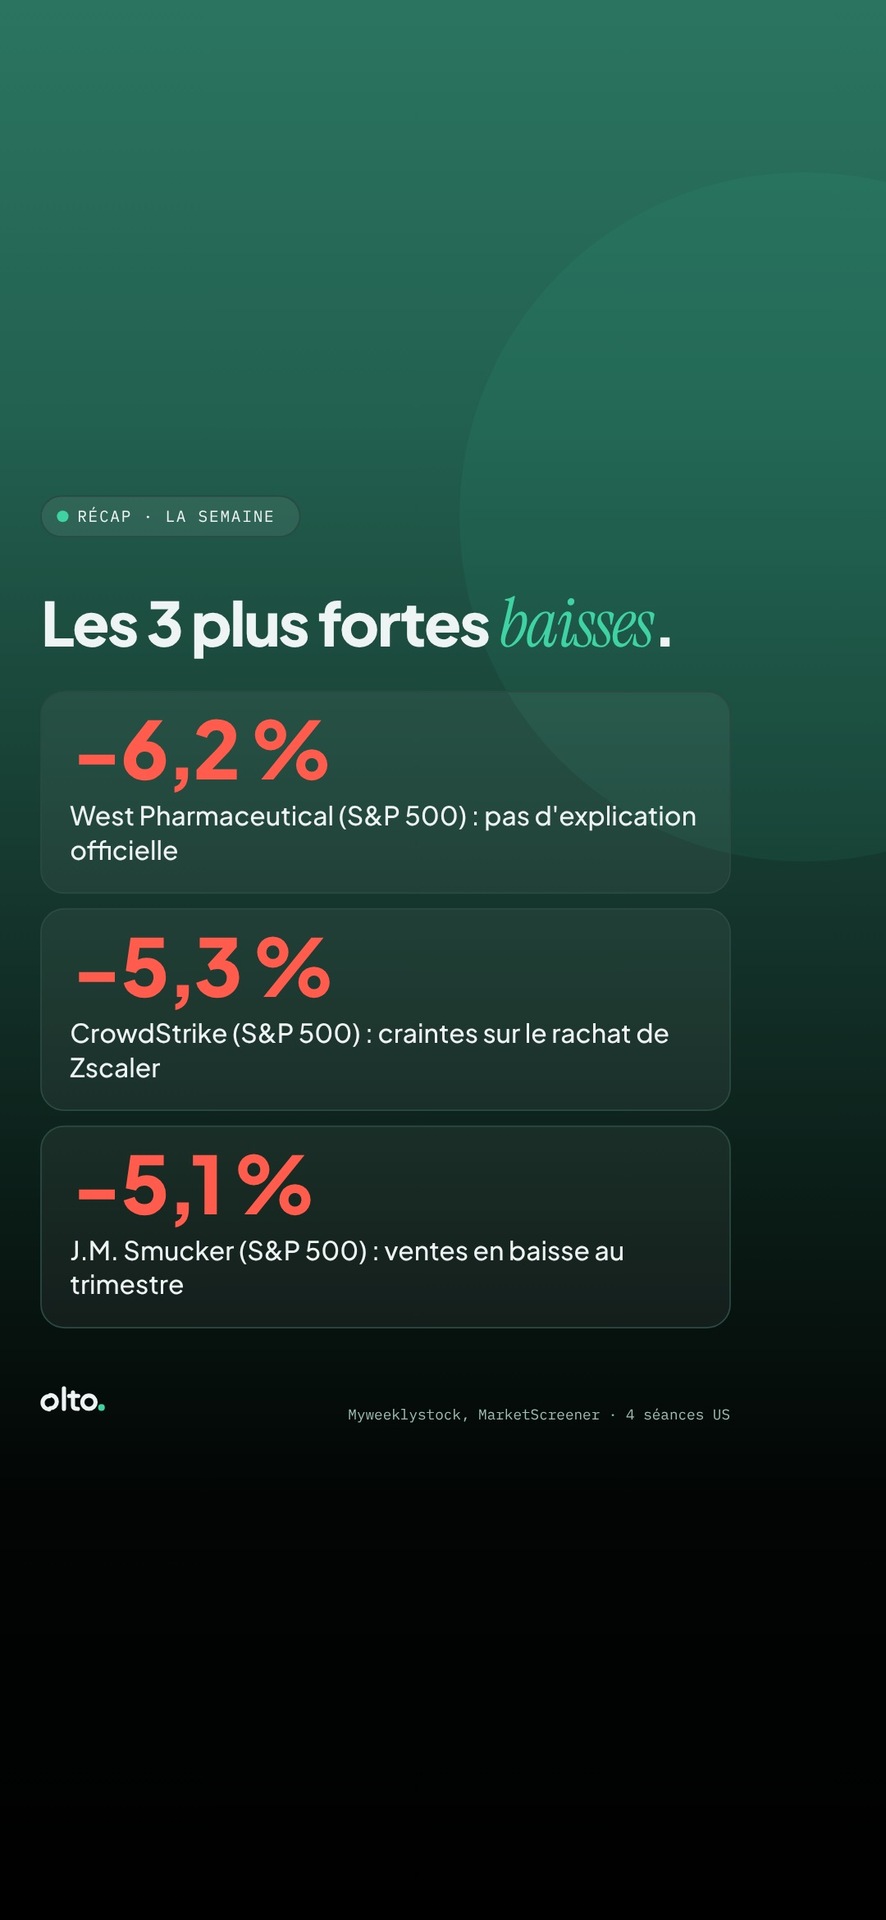 RÉCAP · LA SEMAINE
Les 3 plus fortes baisses.
–6,2 %
West Pharmaceutical (S&P 500) : pas d'explication
officielle
–5,3 %
CrowdStrike (S&P 500) : craintes sur le rachat de
Zscaler
–5,1 %
J.M. Smucker (S&P 500) : ventes en baisse au
trimestre
olto.
Myweeklystock, MarketScreener · 4 séances US